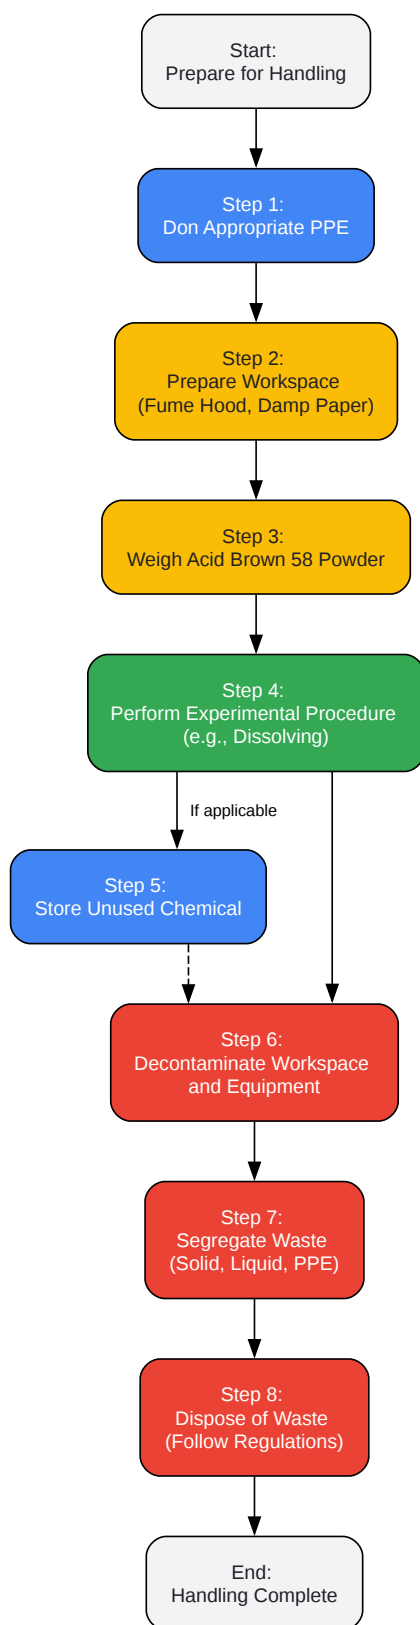 Start:
Prepare for Handling
Step 1:
Don Appropriate PPE
Step 2:
Prepare Workspace
(Fume Hood, Damp Paper)
Step 3:
Weigh Acid Brown 58 Powder
Step 4:
Perform Experimental Procedure
(e.g., Dissolving)
If applicable
Step 5:
Store Unused Chemical
Step 6:
Decontaminate Workspace
and Equipment
Step 7:
Segregate Waste
(Solid, Liquid, PPE)
Step 8:
Dispose of Waste
(Follow Regulations)
End:
Handling Complete